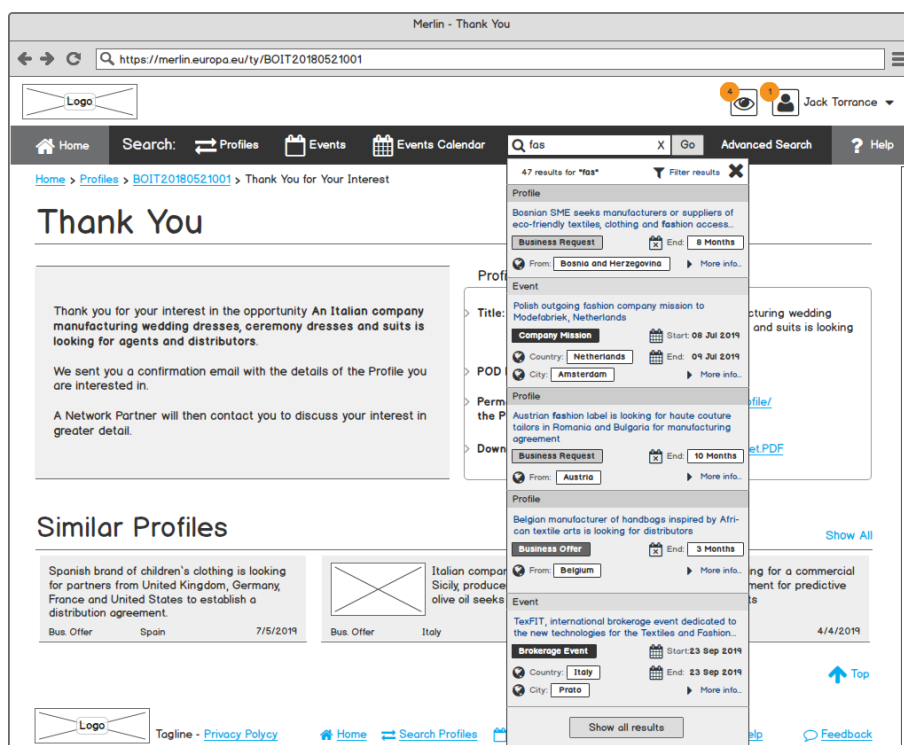 Merlin - Thank You
https://merlin.europa.eu/ty/BOIT20180521001
Logo
4
1
Jack Torrance
Home
Search:
Profiles
Events
Events Calendar
fas
X
Go
Advanced Search
? Help
Home > Profiles > BOIT20180521001 > Thank You for Your Interest
Thank You
Thank you for your interest in the opportunity An Italian company
manufacturing wedding dresses, ceremony dresses and suits is
looking for agents and distributors.
We sent you a confirmation email with the details of the Profile you
are interested in.
A Network Partner will then contact you to discuss your interest in
greater detail.
Title:
cturing wedding
and suits is looking
POD
the P
ofile/
Down
et.PDF
47 results for "fas"
Filter results
Profile
Bosnian SME seeks manufacturers or suppliers of
eco-friendly textiles, clothing and fashion access...
Business Request
End: 8 Months
From: Bosnia and Herzegovina
More info..
Event
Polish outgoing fashion company mission to
Modefabriek, Netherlands
Company Mission
Start: 08 Jul 2019
Country: Netherlands
End: 09 Jul 2019
City: Amsterdam
More info..
Profile
Austrian fashion label is looking for haute couture
tailors in Romania and Bulgaria for manufacturing
agreement
Business Request
End: 10 Months
From: Austria
More info..
Profile
Belgian manufacturer of handbags inspired by Afri-
can textile arts is looking for distributors
Business Offer
End: 3 Months
From: Belgium
More info..
Event
TexFIT, international brokerage event dedicated to
the new technologies for the Textiles and Fashion...
Brokerage Event
Start:23 Sep 2019
Country: Italy
End: 23 Sep 2019
City: Prato
More info..
Show all results
Similar Profiles
Show All
Spanish brand of children's clothing is looking
for partners from United Kingdom, Germany,
France and United States to establish a
distribution agreement.
Bus. Offer
Spain
7/5/2019
Italian compan
Sicily, produce
olive oil seeks
Bus. Offer
Italy
ng for a commercial
ment for predictive
ts
4/4/2019
Top
Logo
Tagline - Privacy Polycy
Home
Search Profiles
elp
Feedback